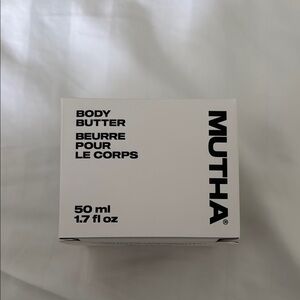 BODY
BUTTER
BEURRE
POUR
LE CORPS
50 ml
1.7 fl oz
MUTHA®